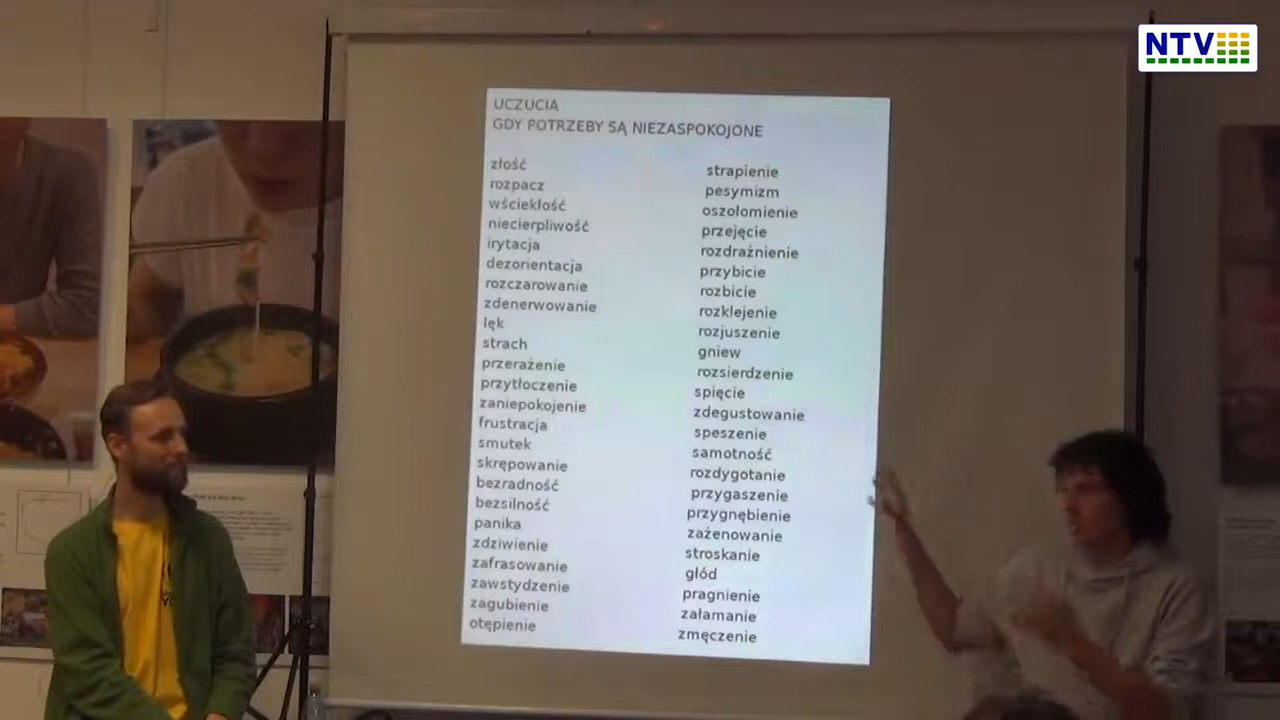 NTV
UCZUCIA
GDY POTRZEBY SĄ NIEZASPOKOJONE
złość
rozpacz
wściekłość
niecierpliwość
irytacja
dezorientacja
rozczarowanie
zdenerwowanie
lęk
strach
przerażenie
przytłoczenie
zaniepokojenie
frustracja
smutek
skrępowanie
bezradność
bezsilność
panika
zdziwienie
zafrasowanie
zawstydzenie
zagubienie
otępienie
strapienie
pesymizm
oszołomienie
przejęcie
rozdrażnienie
przybicie
rozbicie
rozklejenie
rozjuszenie
gniew
rozsierdzenie
spięcie
zdegustowanie
speszenie
samotność
rozdygotanie
przygaszenie
przygnębienie
zażenowanie
stroskanie
głód
pragnienie
załamanie
zmęczenie